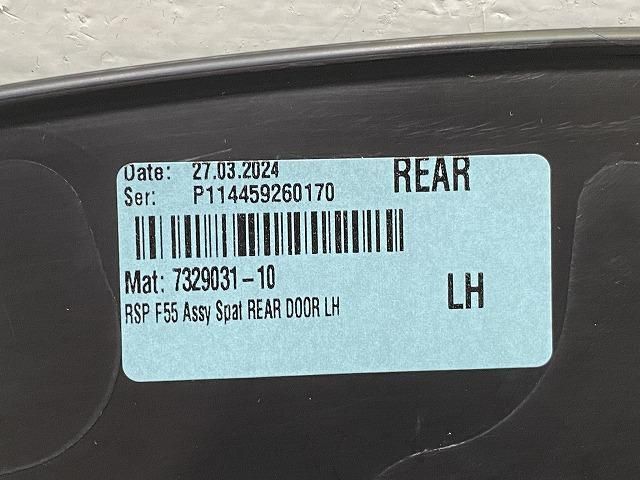 Date: 27.03.2024 REAR
Ser: P114459260170
Mat: 7329031-10
LH
RSP F55 Assy Spat REAR DOOR LH